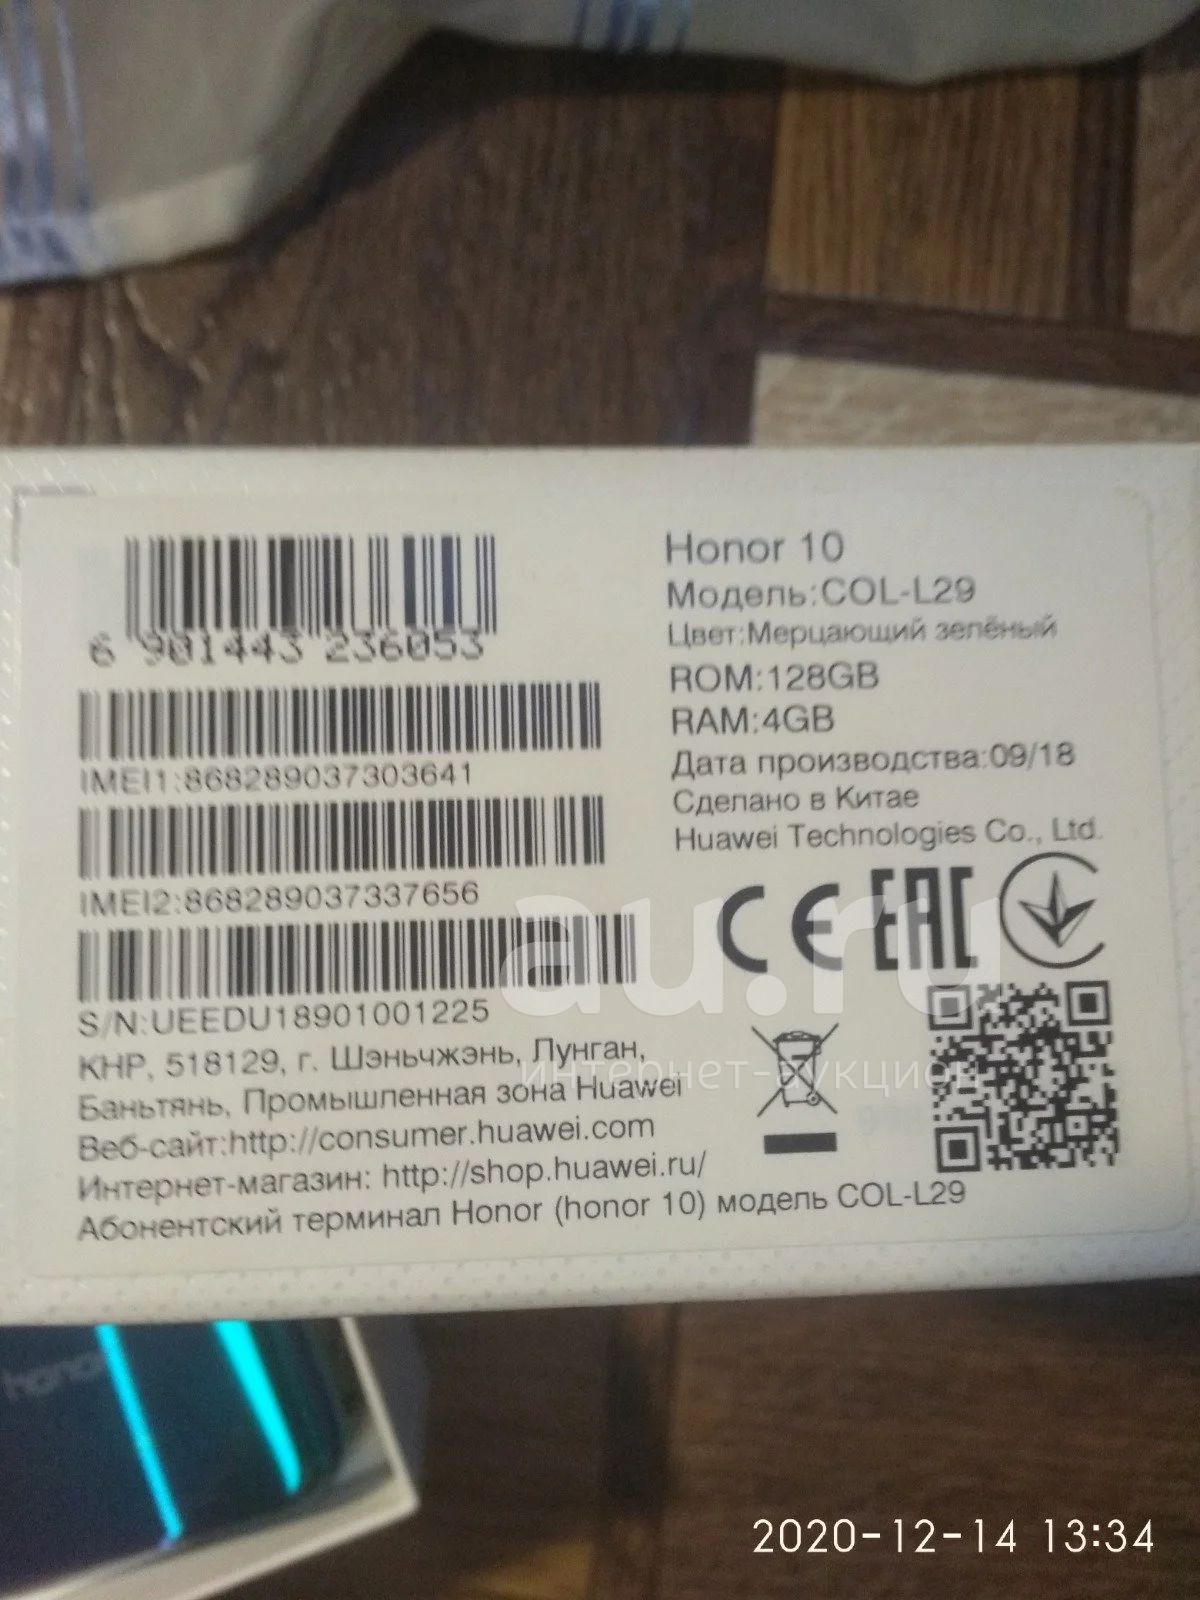 6 901443 236053
IMEI1:868289037303641
IMEI2:868289037337656
S/N:UEEDU18901001225
КНР, 518129, г. Шэньчжэнь, Лунган,
Баньтянь, Промышленная зона Huawei
Веб-сайт:http://consumer.huawei.com
Интернет-магазин: http://shop.huawei.ru/
Абонентский терминал Honor (honor 10) модель COL-L29
Honor 10
Модель:COL-L29
Цвет:Мерцающий зелёный
ROM:128GB
RAM:4GB
Дата производства:09/18
Сделано в Китае
Huawei Technologies Co., Ltd.
CE EAC
au.ru
интернет-аукцион
honor
2020-12-14 13:34